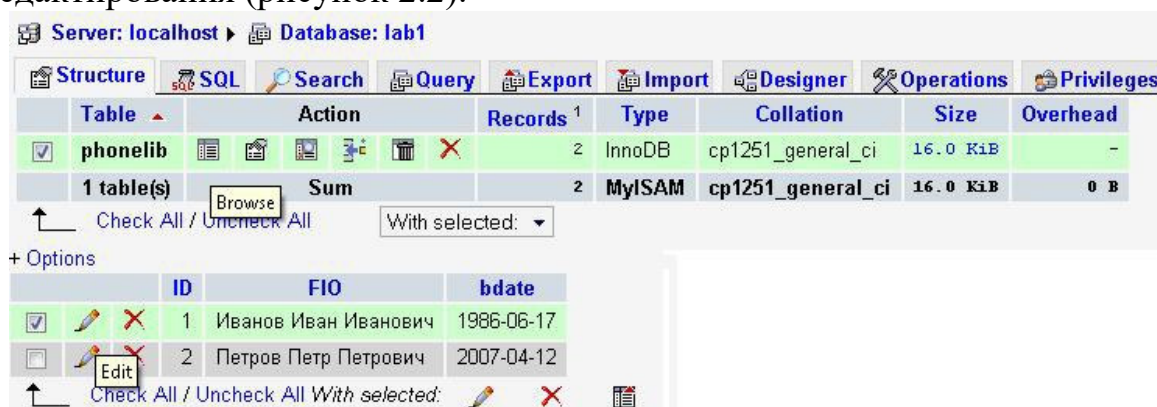 едактирования (рисунок 2.2).
Server: localhost ▸ Database: lab1
Structure SQL Search Query Export Import Designer Operations Privileges
Table Action Records 1 Type Collation Size Overhead
phonelib 2 InnoDB cp1251_general_ci 16.0 KiB -
1 table(s) Sum 2 MyISAM cp1251_general_ci 16.0 KiB 0 B
Browse
Check All / Uncheck All With selected:
+ Options
ID FIO bdate
1 Иванов Иван Иванович 1986-06-17
2 Петров Петр Петрович 2007-04-12
Edit
Check All / Uncheck All With selected: